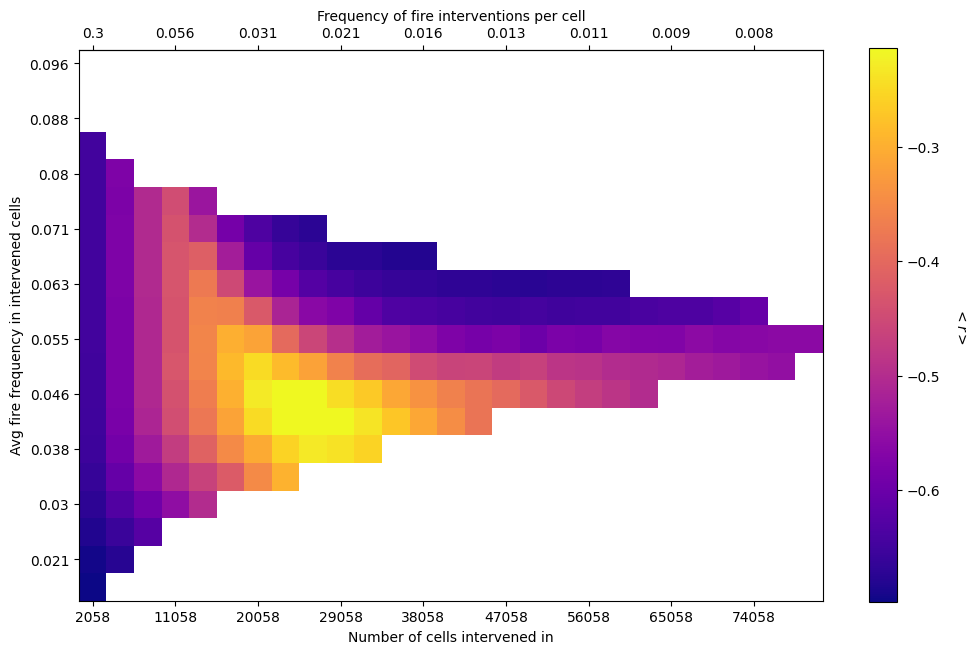 Frequency of fire interventions per cell
0.3 0.056 0.031 0.021 0.016 0.013 0.011 0.009 0.008
Avg fire frequency in intervened cells
0.096
0.088
0.08
0.071
0.063
0.055
0.046
0.038
0.03
0.021
2058 11058 20058 29058 38058 47058 56058 65058 74058
Number of cells intervened in
−0.3
−0.4
−0.5
−0.6
< r >